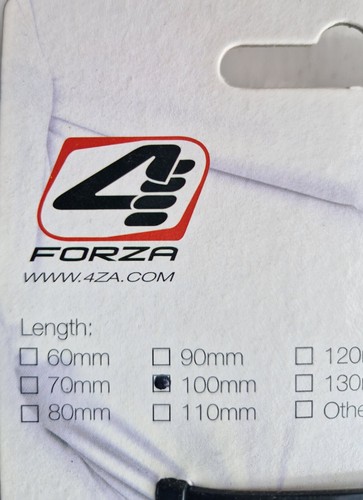 4
FORZA
WWW.4ZA.COM
Length:
60mm 90mm
70mm 100mm
80mm 110mm